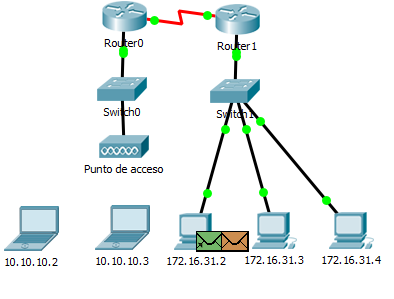 Router0
Router1
Switch0
Switch1
Punto de acceso
10.10.10.2
10.10.10.3
172.16.31.2
172.16.31.3
172.16.31.4